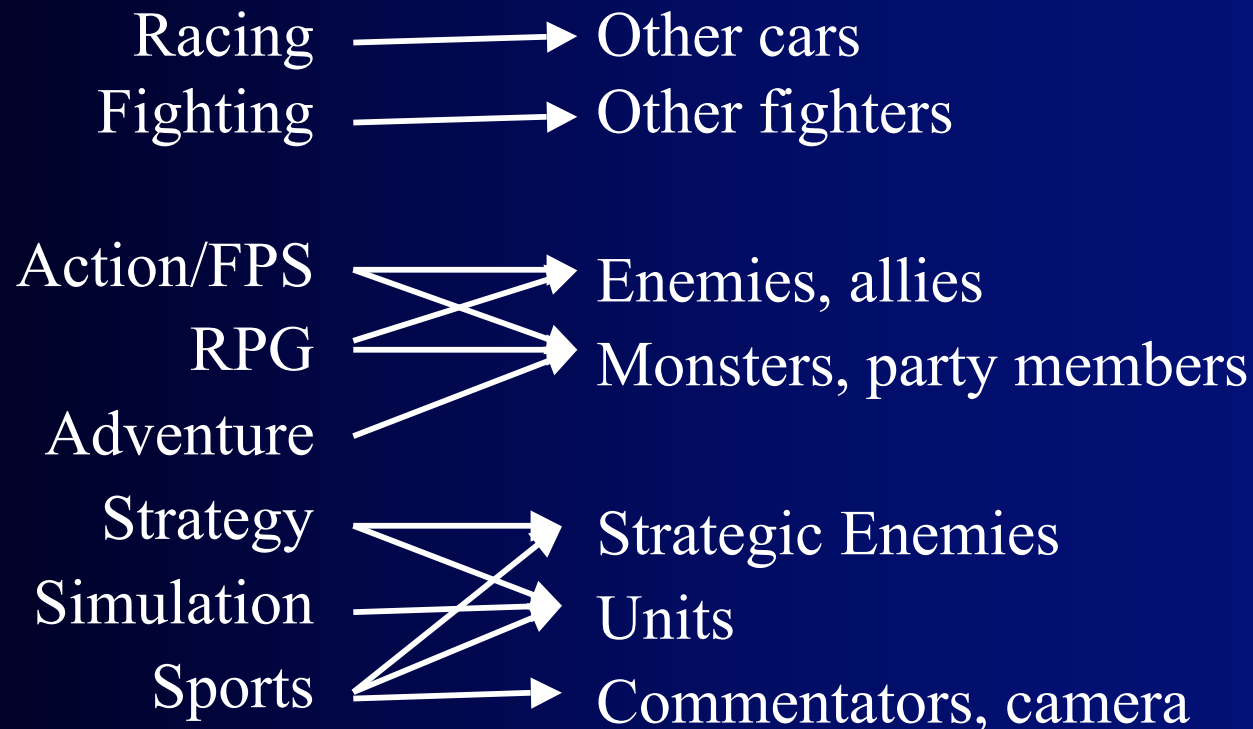 Racing Other cars
Fighting Other fighters
Action/FPS Enemies, allies
RPG Monsters, party members
Adventure
Strategy Strategic Enemies
Simulation Units
Sports Commentators, camera